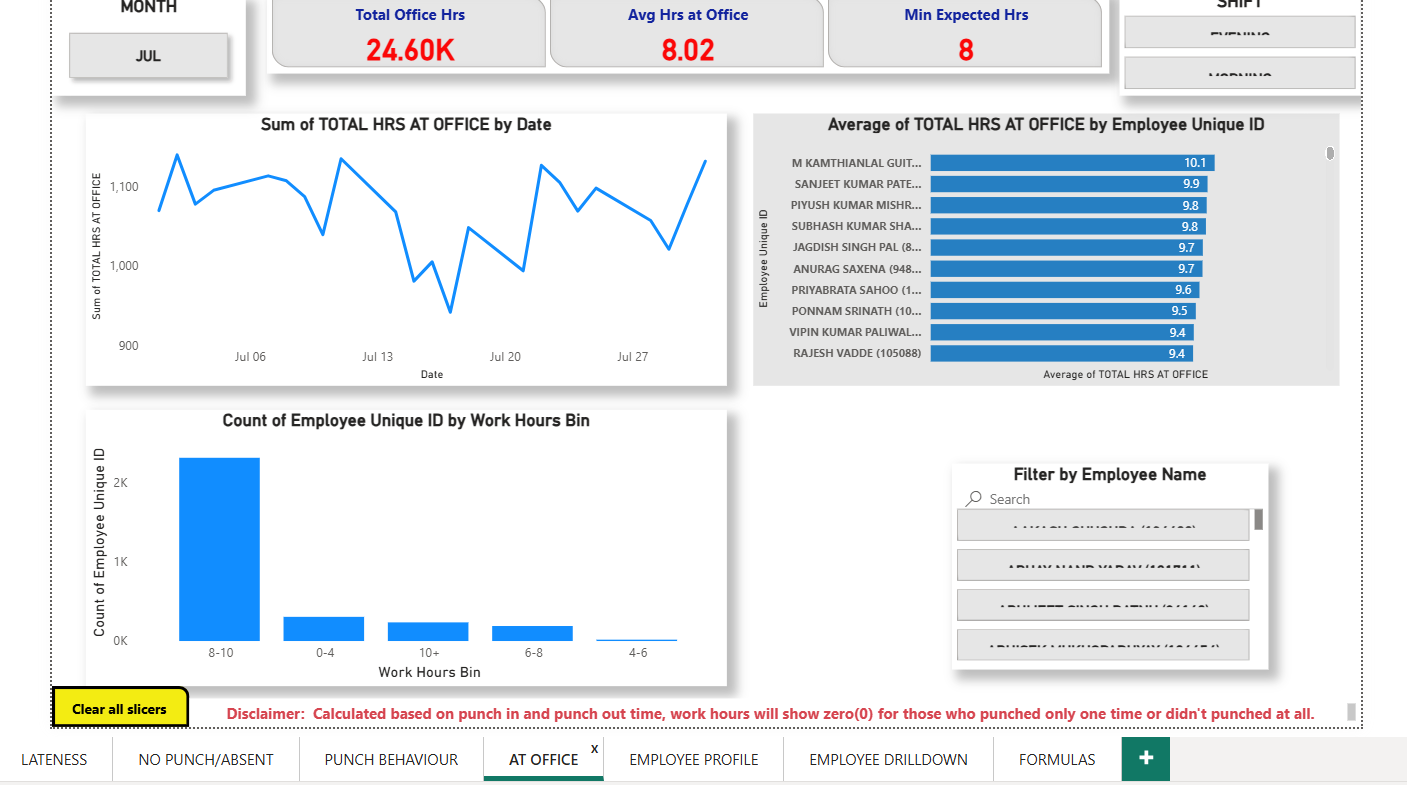 MONTH
JUL
Total Office Hrs
24.60K
Avg Hrs at Office
8.02
Min Expected Hrs
8
SHIFT
EVENING
MORNING
Sum of TOTAL HRS AT OFFICE by Date
Sum of TOTAL HRS AT OFFICE
1,100
1,000
900
Jul 06 Jul 13 Jul 20 Jul 27
Date
Average of TOTAL HRS AT OFFICE by Employee Unique ID
Employee Unique ID
M KAMTHIANLAL GUIT... 10.1
SANJEET KUMAR PATE... 9.9
PIYUSH KUMAR MISHR... 9.8
SUBHASH KUMAR SHA... 9.8
JAGDISH SINGH PAL (8... 9.7
ANURAG SAXENA (948... 9.7
PRIYABRATA SAHOO (1... 9.6
PONNAM SRINATH (10... 9.5
VIPIN KUMAR PALIWAL... 9.4
RAJESH VADDE (105088) 9.4
Average of TOTAL HRS AT OFFICE
Count of Employee Unique ID by Work Hours Bin
Count of Employee Unique ID
2K
1K
0K
8-10 0-4 10+ 6-8 4-6
Work Hours Bin
Filter by Employee Name
Search
Clear all slicers
Disclaimer: Calculated based on punch in and punch out time, work hours will show zero(0) for those who punched only one time or didn't punched at all.
LATENESS NO PUNCH/ABSENT PUNCH BEHAVIOUR AT OFFICE x EMPLOYEE PROFILE EMPLOYEE DRILLDOWN FORMULAS +